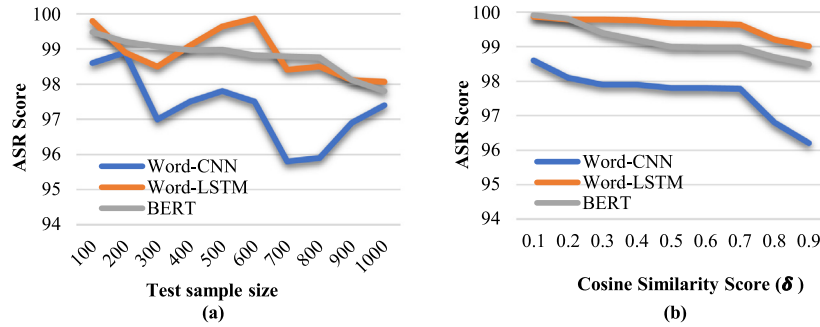 100
99
98
97
96
95
94
ASR Score
Word-CNN
Word-LSTM
BERT
100 200 300 400 500 600 700 800 900 1000
Test sample size
(a)
100
99
98
97
96
95
94
ASR Score
Word-CNN
Word-LSTM
BERT
0.1 0.2 0.3 0.4 0.5 0.6 0.7 0.8 0.9
Cosine Similarity Score (δ )
(b)